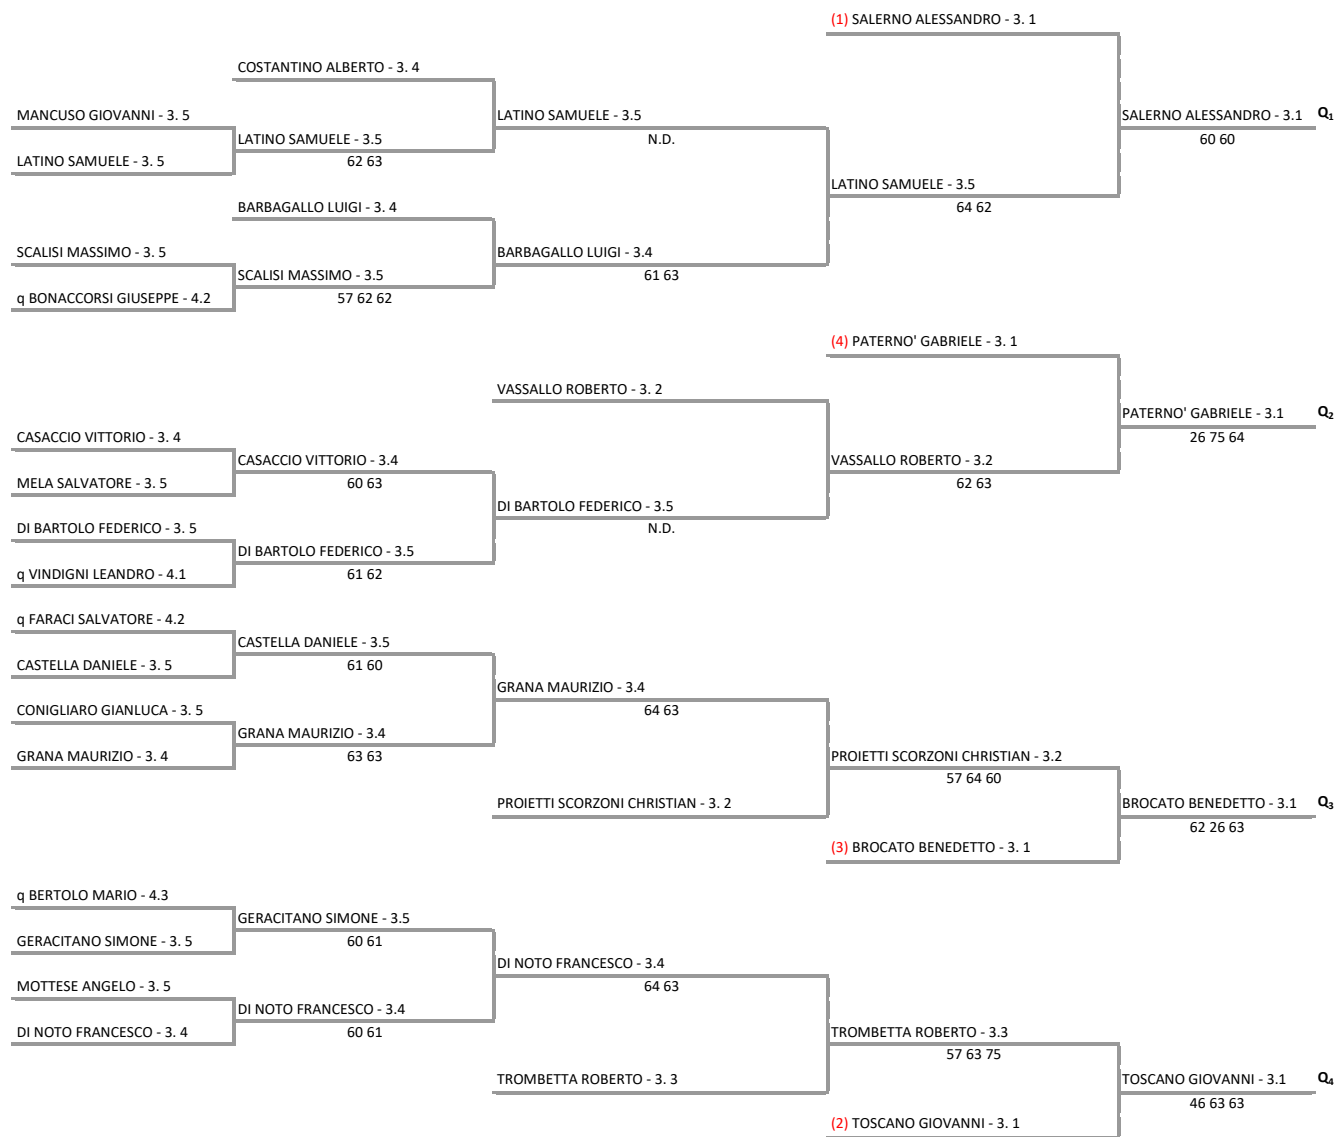 (1) SALERNO ALESSANDRO - 3. 1
COSTANTINO ALBERTO - 3. 4
MANCUSO GIOVANNI - 3. 5
LATINO SAMUELE - 3.5
SALERNO ALESSANDRO - 3.1 Q₁
LATINO SAMUELE - 3.5
N.D.
60 60
LATINO SAMUELE - 3. 5
62 63
LATINO SAMUELE - 3.5
BARBAGALLO LUIGI - 3. 4
64 62
SCALISI MASSIMO - 3. 5
BARBAGALLO LUIGI - 3.4
SCALISI MASSIMO - 3.5
61 63
q BONACCORSI GIUSEPPE - 4.2
57 62 62
(4) PATERNO' GABRIELE - 3. 1
VASSALLO ROBERTO - 3. 2
PATERNO' GABRIELE - 3.1 Q₂
CASACCIO VITTORIO - 3. 4
26 75 64
CASACCIO VITTORIO - 3.4
VASSALLO ROBERTO - 3.2
MELA SALVATORE - 3. 5
60 63
62 63
DI BARTOLO FEDERICO - 3.5
DI BARTOLO FEDERICO - 3. 5
N.D.
DI BARTOLO FEDERICO - 3.5
q VINDIGNI LEANDRO - 4.1
61 62
q FARACI SALVATORE - 4.2
CASTELLA DANIELE - 3.5
CASTELLA DANIELE - 3. 5
61 60
GRANA MAURIZIO - 3.4
CONIGLIARO GIANLUCA - 3. 5
64 63
GRANA MAURIZIO - 3.4
GRANA MAURIZIO - 3. 4
63 63
PROIETTI SCORZONI CHRISTIAN - 3.2
57 64 60
PROIETTI SCORZONI CHRISTIAN - 3. 2
BROCATO BENEDETTO - 3.1 Q₃
62 26 63
(3) BROCATO BENEDETTO - 3. 1
q BERTOLO MARIO - 4.3
GERACITANO SIMONE - 3.5
GERACITANO SIMONE - 3. 5
60 61
DI NOTO FRANCESCO - 3.4
MOTTESE ANGELO - 3. 5
64 63
DI NOTO FRANCESCO - 3.4
DI NOTO FRANCESCO - 3. 4
60 61
TROMBETTA ROBERTO - 3.3
57 63 75
TROMBETTA ROBERTO - 3. 3
TOSCANO GIOVANNI - 3.1 Q₄
46 63 63
(2) TOSCANO GIOVANNI - 3. 1